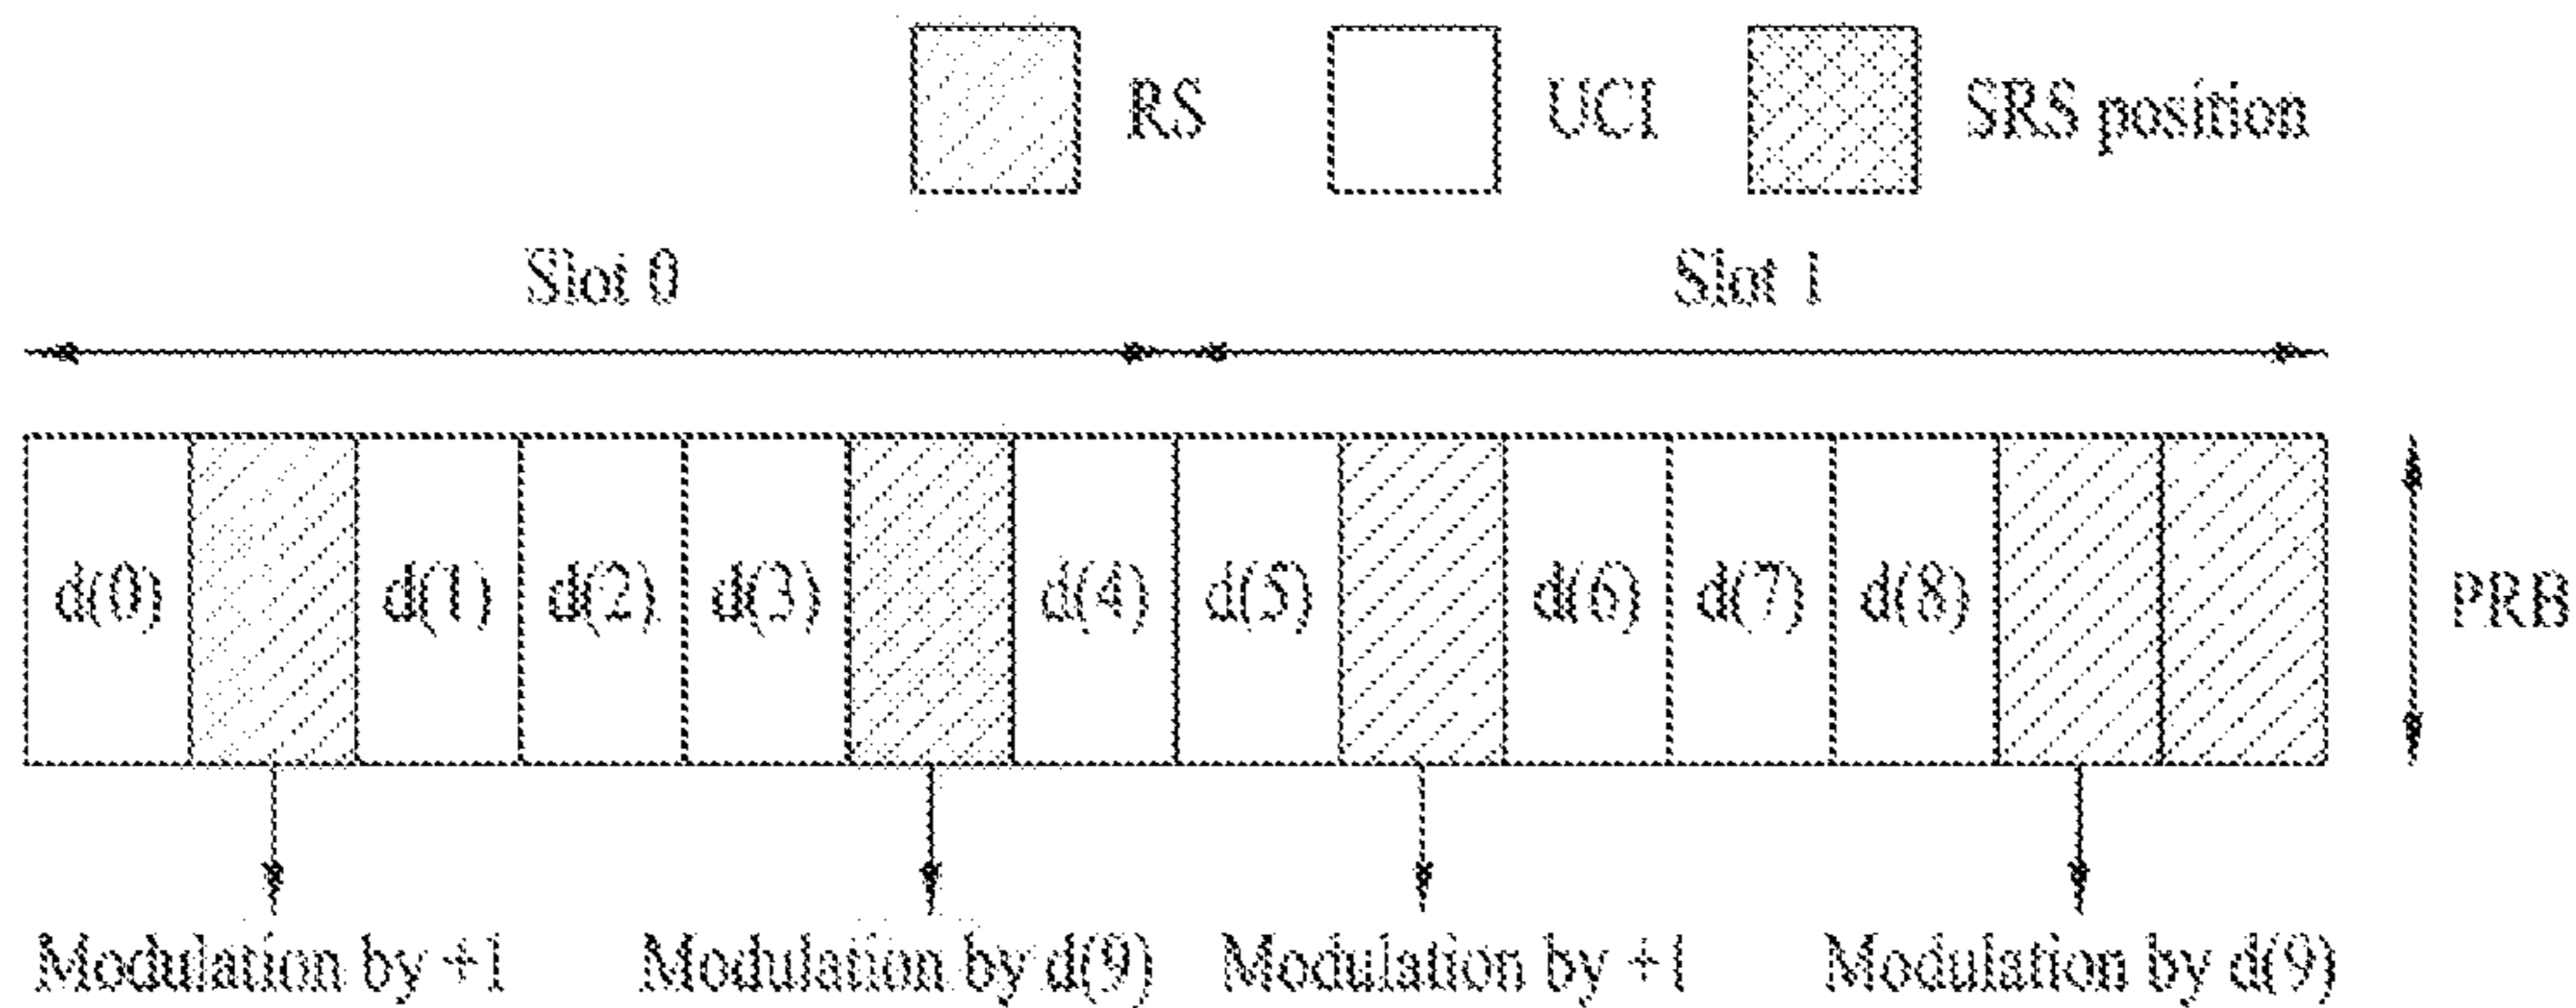 RS UCI SRS position
Slot 0 Slot 1
d(0) d(1) d(2) d(3) d(4) d(5) d(6) d(7) d(8) PRB
Modulation by +1 Modulation by d(9) Modulation by +1 Modulation by d(9)